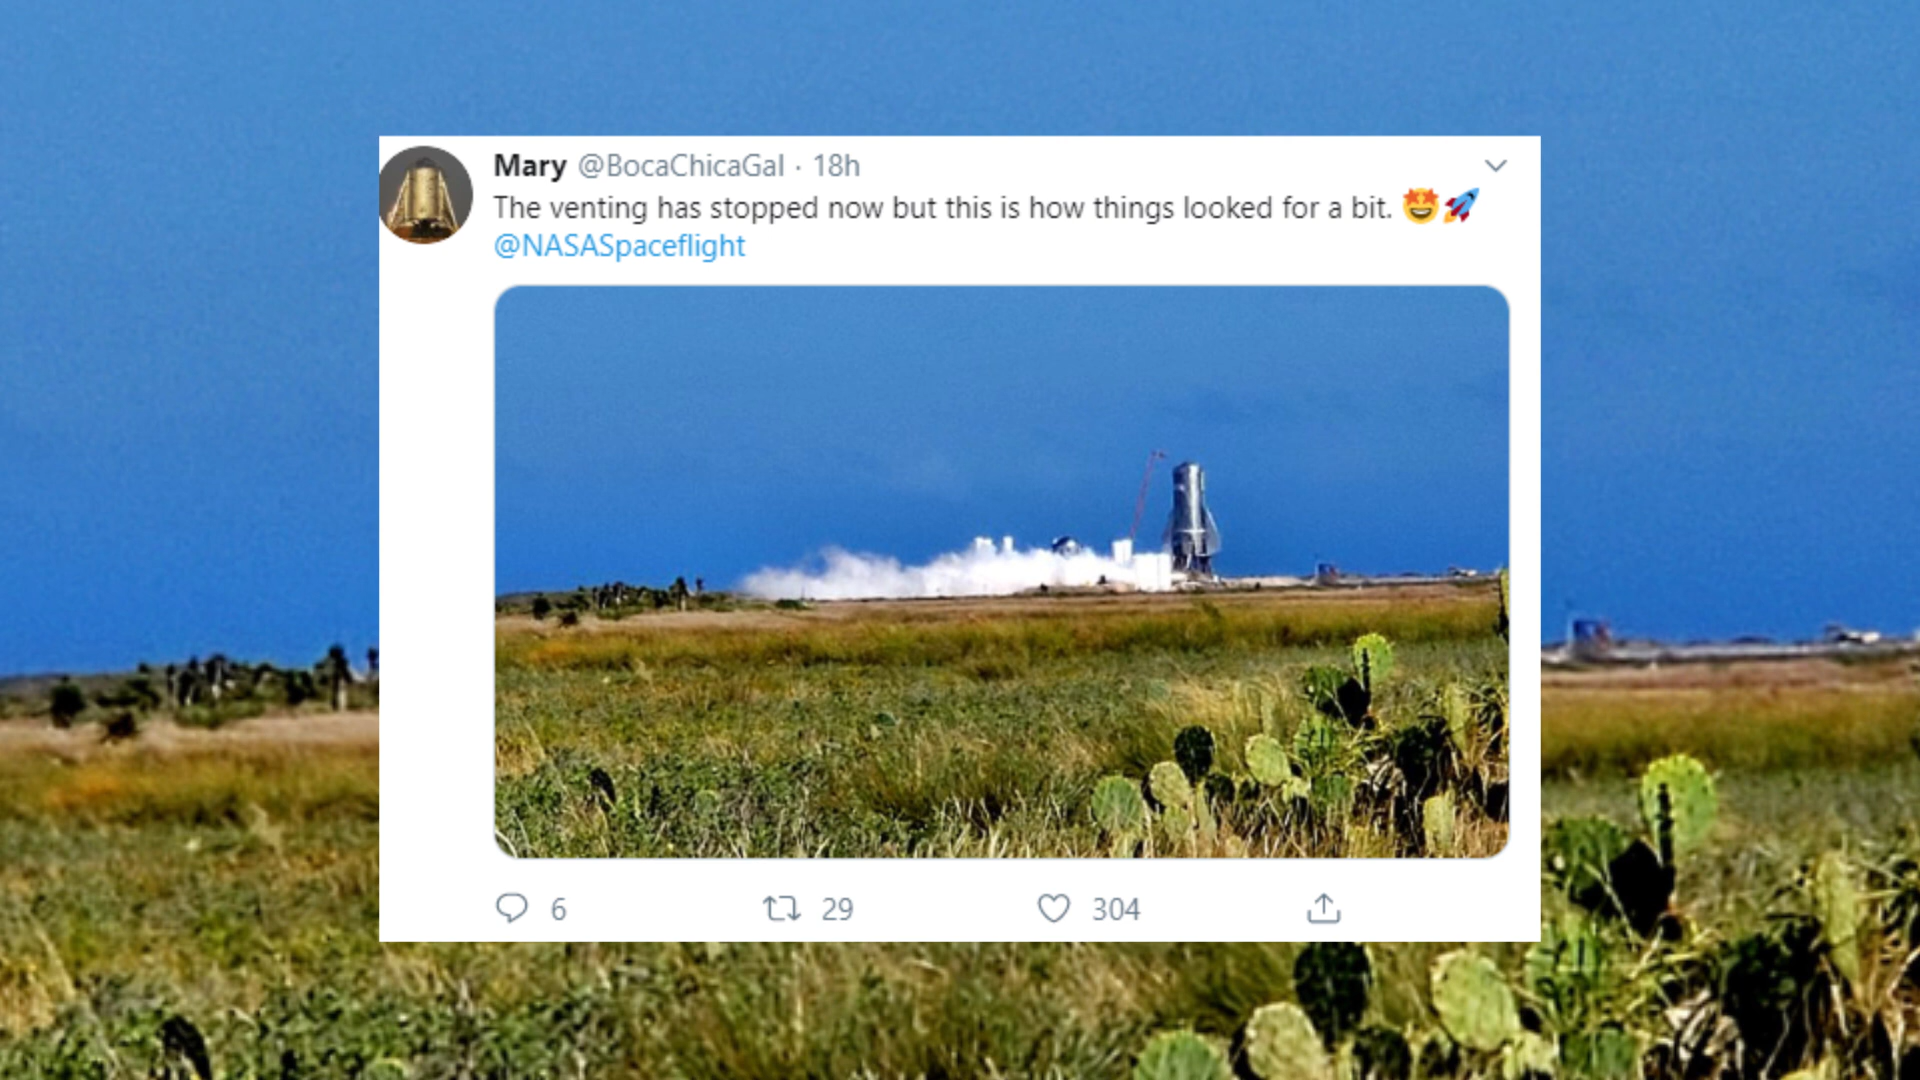 Mary @BocaChicaGal · 18h
The venting has stopped now but this is how things looked for a bit. 🤩🚀
@NASASpaceflight
6 29 304